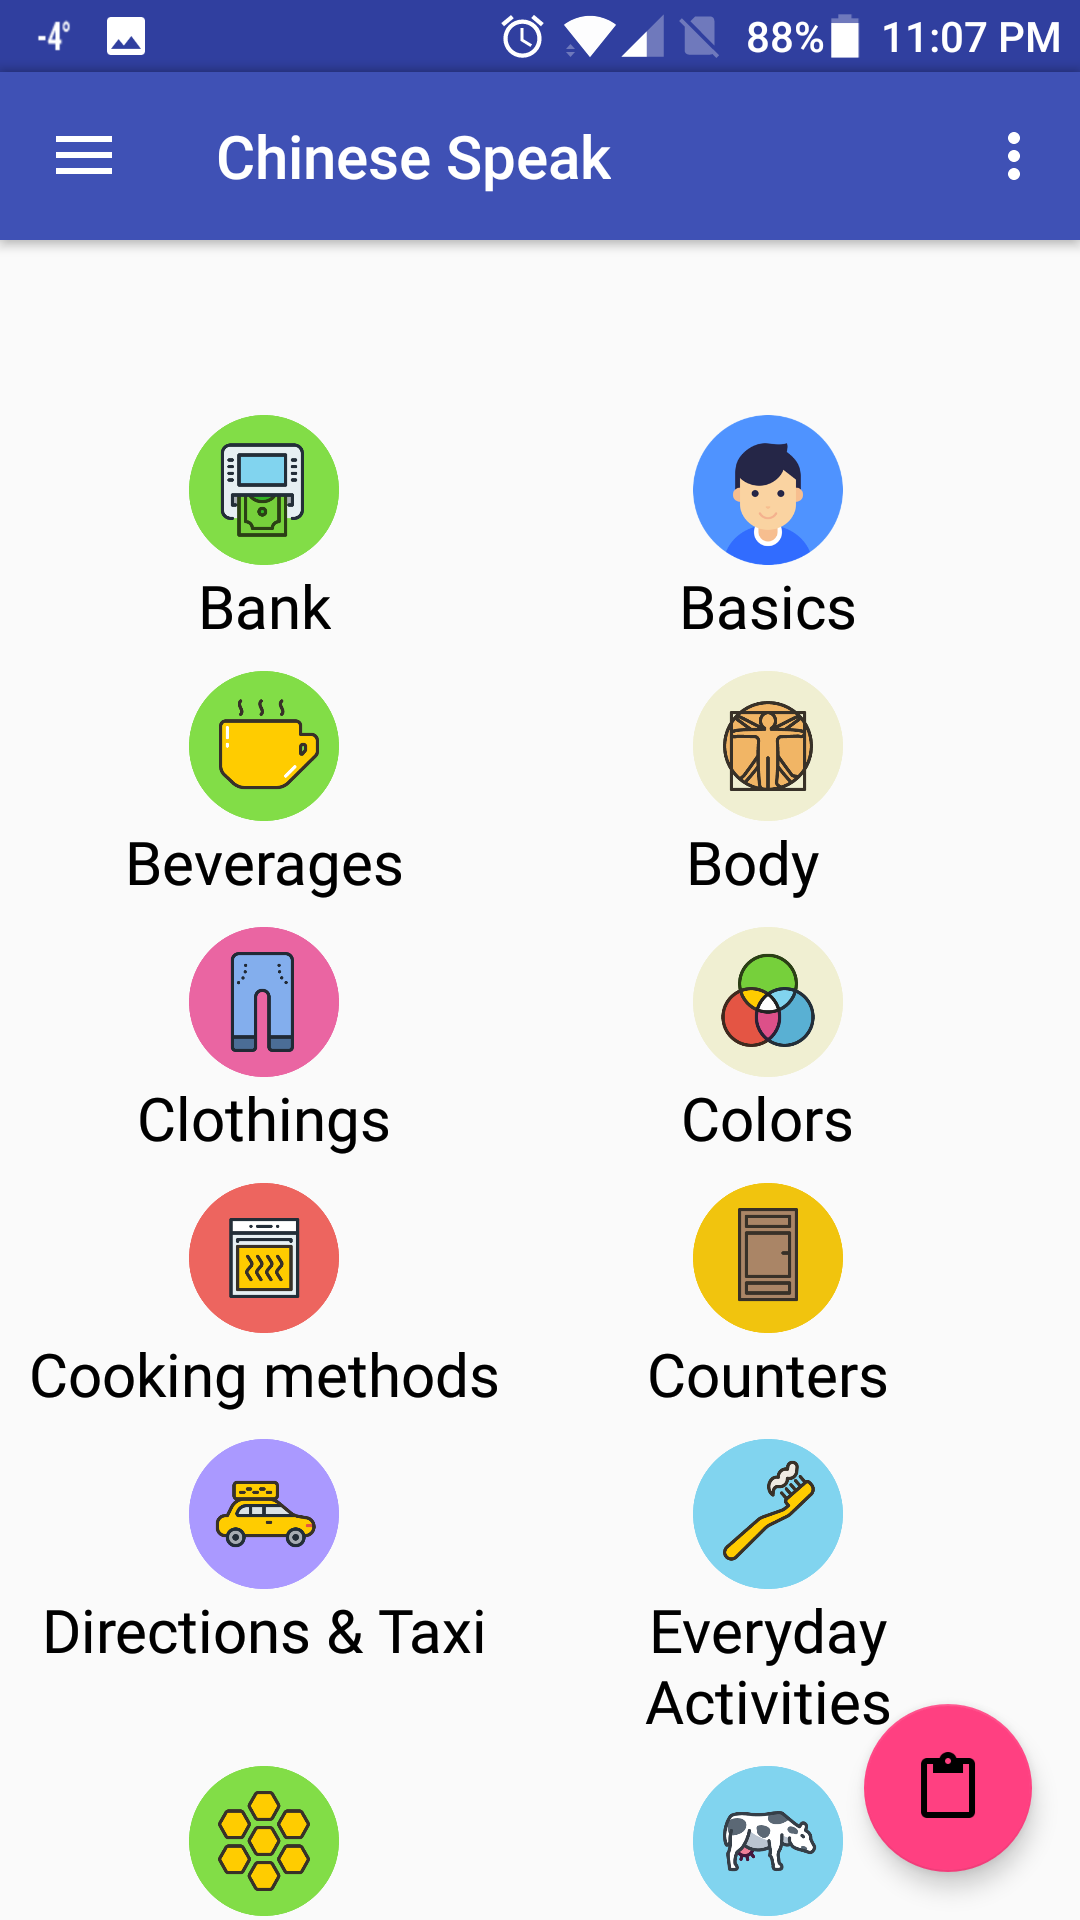 -4° 88% 11:07 PM
Chinese Speak
Bank Basics
Beverages Body
Clothings Colors
Cooking methods Counters
Directions & Taxi Everyday
Activities